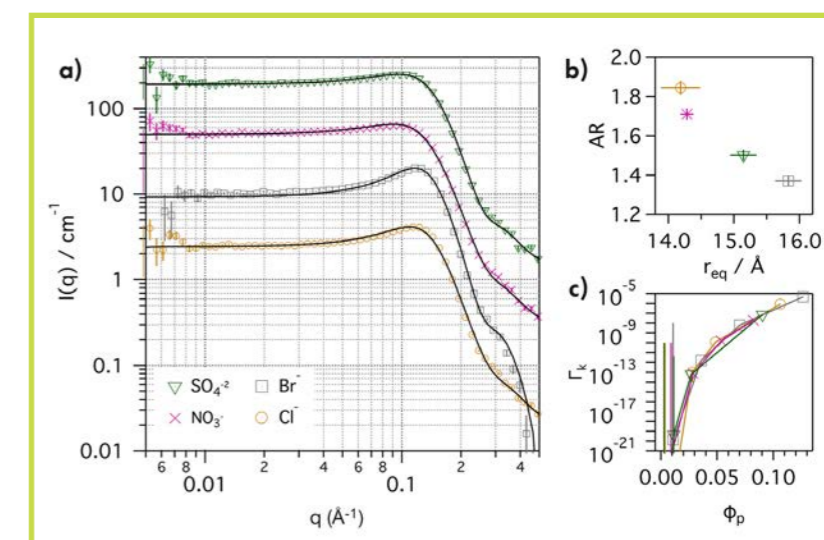 a)
100
10
1
0.1
0.01
I(q) / cm⁻¹
SO₄⁻² Br⁻
NO₃⁻ Cl⁻
6 8 2 4 6 8 2 4
0.01 0.1
q (Å⁻¹)
b)
2.0
1.8
1.6
1.4
1.2
AR
14.0 15.0 16.0
r_eq / Å
c)
10⁻⁵
10⁻⁹
10⁻¹³
10⁻¹⁷
10⁻²¹
Γₖ
0.00 0.05 0.10
ϕₚ